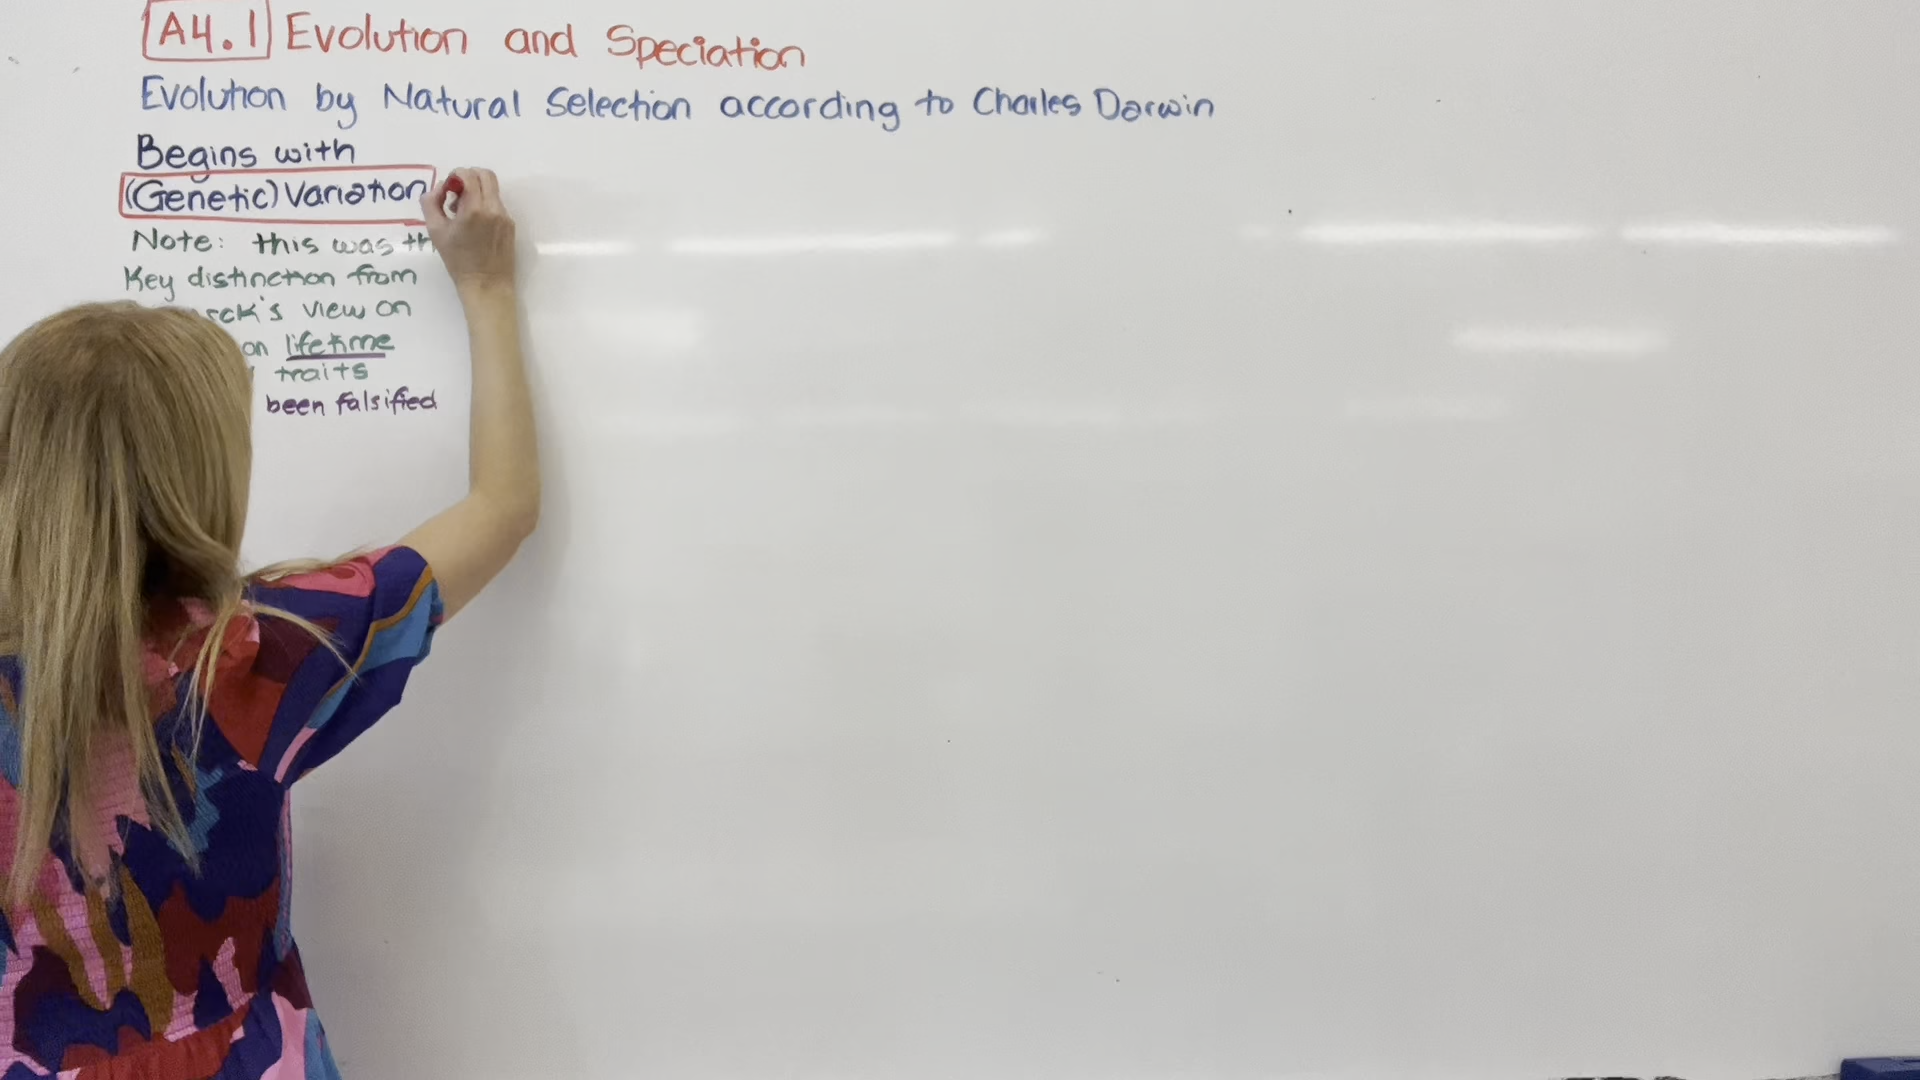 A4.1 Evolution and Speciation
Evolution by Natural Selection according to Charles Darwin
Begins with
(Genetic) Variation
Note: this was
Key distinction from
view on
on lifetime
traits
been falsified